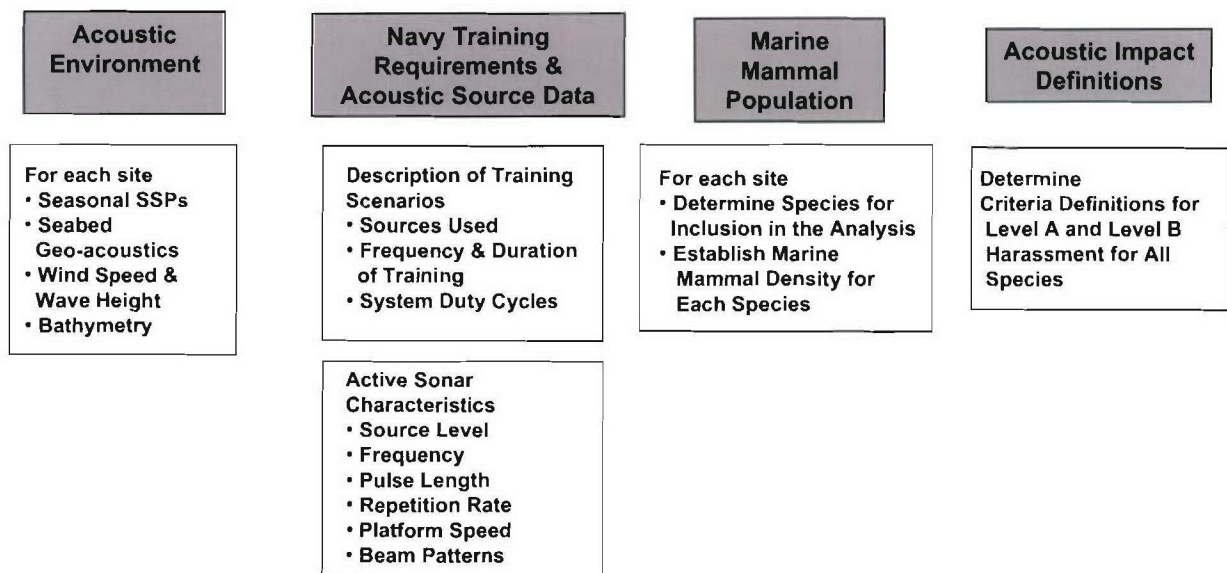 Acoustic
Environment
Navy Training
Requirements &
Acoustic Source Data
Marine
Mammal
Population
Acoustic Impact
Definitions
For each site
• Seasonal SSPs
• Seabed
Geo-acoustics
• Wind Speed &
Wave Height
• Bathymetry
Description of Training
Scenarios
• Sources Used
• Frequency & Duration
of Training
• System Duty Cycles
Active Sonar
Characteristics
• Source Level
• Frequency
• Pulse Length
• Repetition Rate
• Platform Speed
• Beam Patterns
For each site
• Determine Species for
Inclusion in the Analysis
• Establish Marine
Mammal Density for
Each Species
Determine
Criteria Definitions for
Level A and Level B
Harassment for All
Species